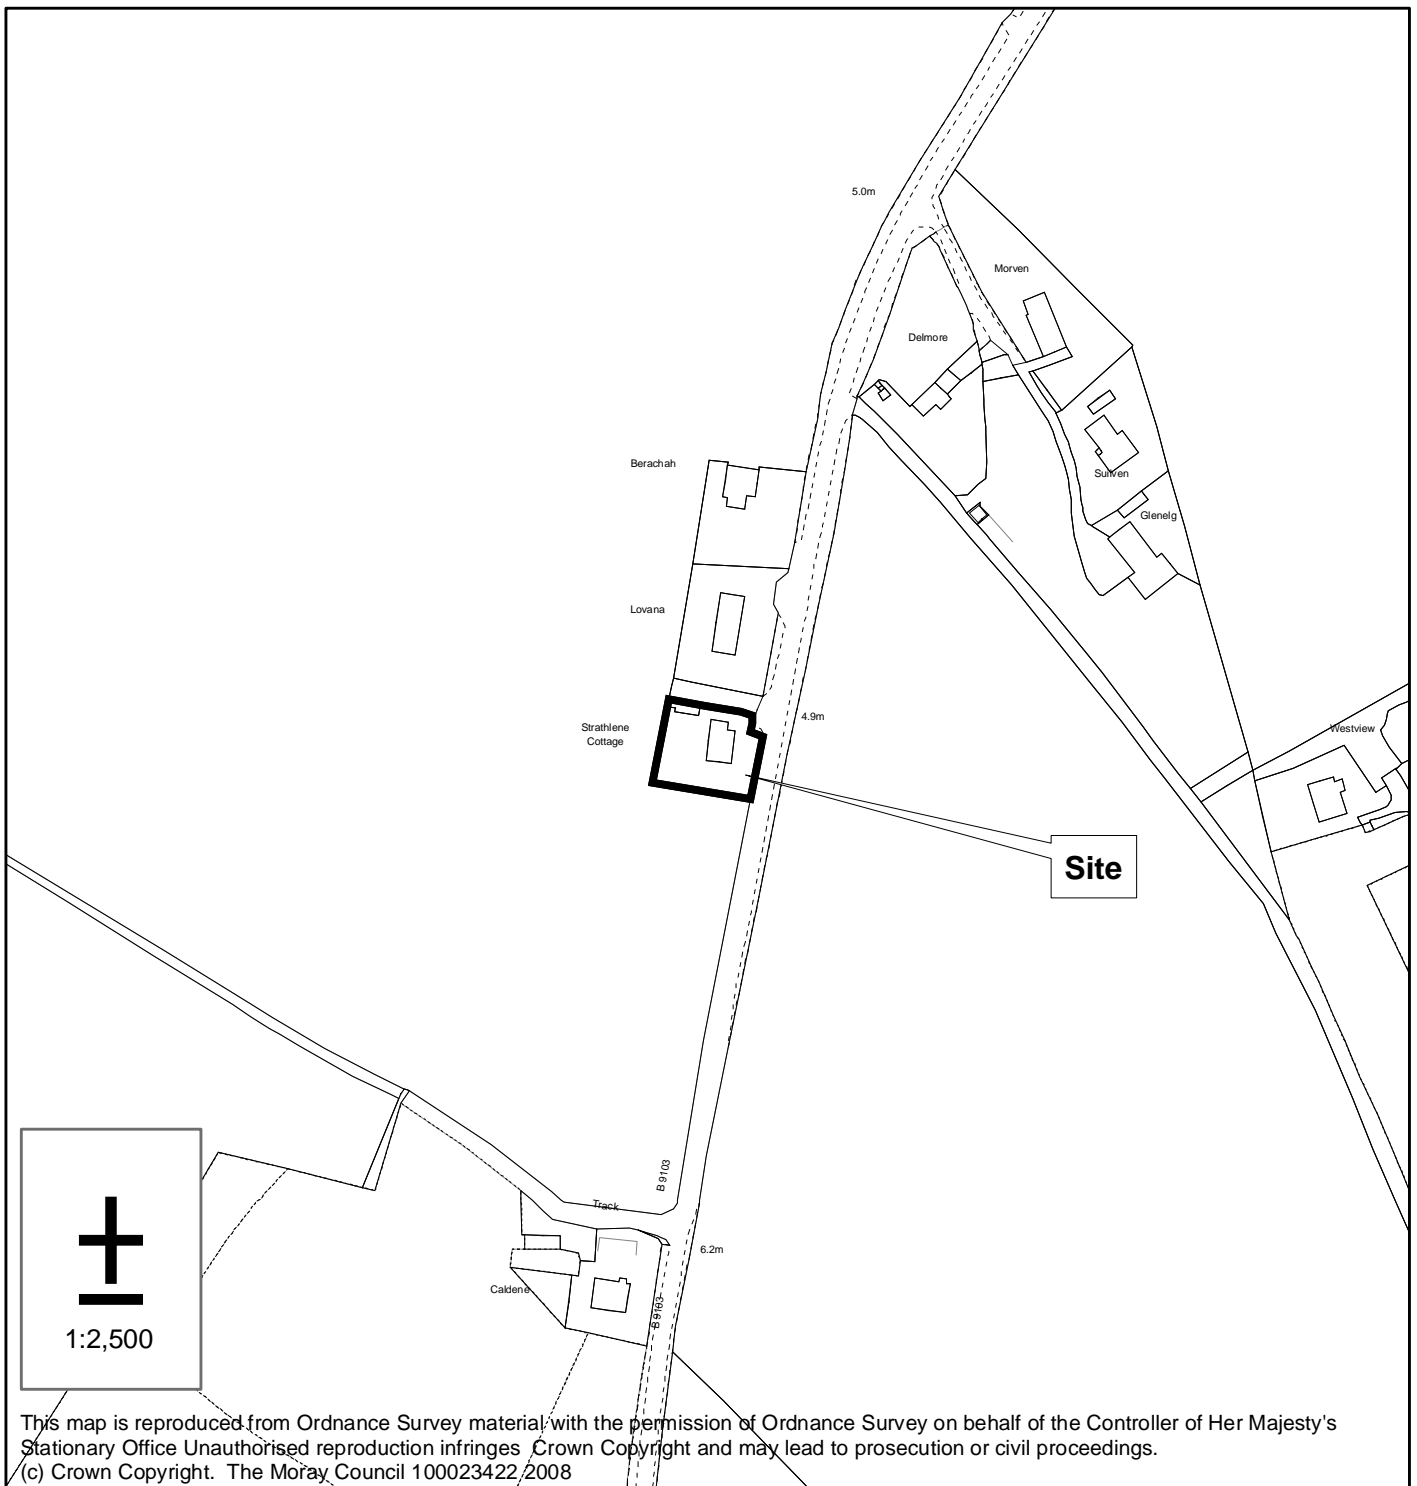 5.0m
Morven
Delmore
Berachah
Suilven
Glenelg
Lovana
4.9m
Strathlene
Cottage
Westview
Site
B 9103
Track
6.2m
Caldene
B 9103
±
1:2,500
This map is reproduced from Ordnance Survey material with the permission of Ordnance Survey on behalf of the Controller of Her Majesty's
Stationary Office Unauthorised reproduction infringes Crown Copyright and may lead to prosecution or civil proceedings.
(c) Crown Copyright. The Moray Council 100023422 2008